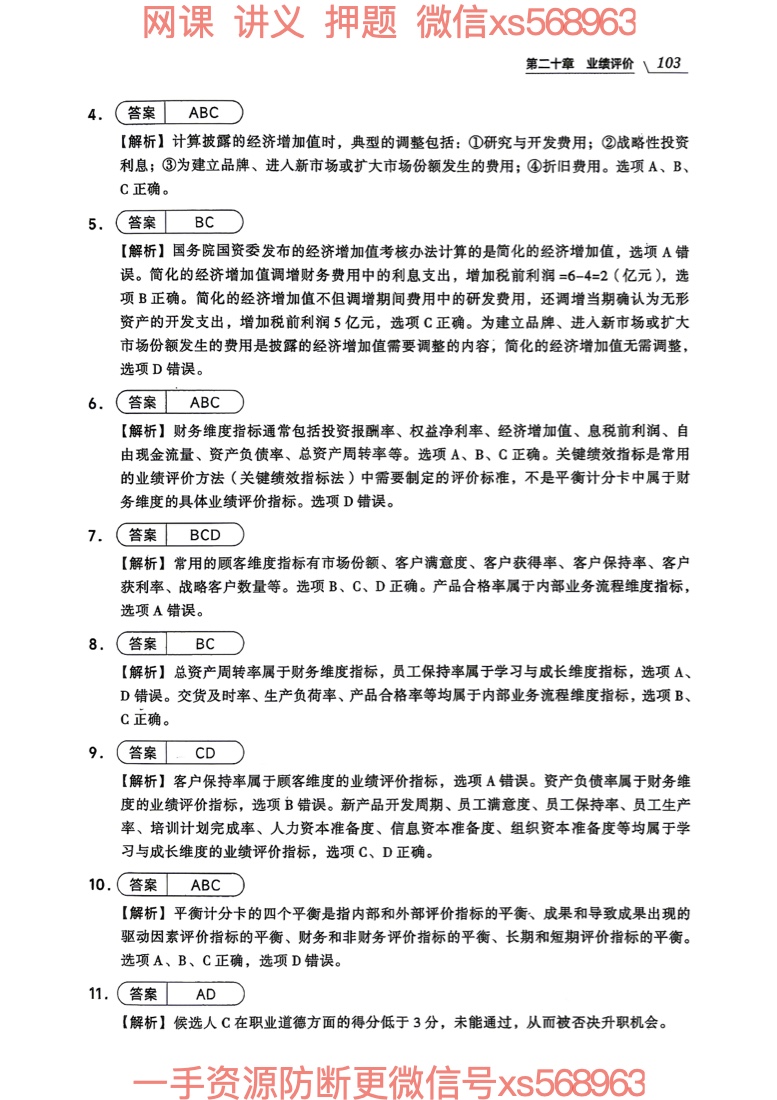 网课 讲义 押题 微信xs568963
第二十章 业绩评价 103
4. 答案 ABC
【解析】计算披露的经济增加值时，典型的调整包括：①研究与开发费用；②战略性投资
利息；③为建立品牌、进入新市场或扩大市场份额发生的费用；④折旧费用。选项 A、B、
C 正确。
5. 答案 BC
【解析】国务院国资委发布的经济增加值考核办法计算的是简化的经济增加值，选项 A 错
误。简化的经济增加值调增财务费用中的利息支出，增加税前利润 =6-4=2（亿元），选
项 B 正确。简化的经济增加值不但调增期间费用中的研发费用，还调增当期确认为无形
资产的开发支出，增加税前利润 5 亿元，选项 C 正确。为建立品牌、进入新市场或扩大
市场份额发生的费用是披露的经济增加值需要调整的内容，简化的经济增加值无需调整，
选项 D 错误。
6. 答案 ABC
【解析】财务维度指标通常包括投资报酬率、权益净利率、经济增加值、息税前利润、自
由现金流量、资产负债率、总资产周转率等。选项 A、B、C 正确。关键绩效指标是常用
的业绩评价方法（关键绩效指标法）中需要制定的评价标准，不是平衡计分卡中属于财
务维度的具体业绩评价指标。选项 D 错误。
7. 答案 BCD
【解析】常用的顾客维度指标有市场份额、客户满意度、客户获得率、客户保持率、客户
获利率、战略客户数量等。选项 B、C、D 正确。产品合格率属于内部业务流程维度指标，
选项 A 错误。
8. 答案 BC
【解析】总资产周转率属于财务维度指标，员工保持率属于学习与成长维度指标，选项 A、
D 错误。交货及时率、生产负荷率、产品合格率等均属于内部业务流程维度指标，选项 B、
C 正确。
9. 答案 CD
【解析】客户保持率属于顾客维度的业绩评价指标，选项 A 错误。资产负债率属于财务维
度的业绩评价指标，选项 B 错误。新产品开发周期、员工满意度、员工保持率、员工生产
率、培训计划完成率、人力资本准备度、信息资本准备度、组织资本准备度等均属于学
习与成长维度的业绩评价指标，选项 C、D 正确。
10. 答案 ABC
【解析】平衡计分卡的四个平衡是指内部和外部评价指标的平衡、成果和导致成果出现的
驱动因素评价指标的平衡、财务和非财务评价指标的平衡、长期和短期评价指标的平衡。
选项 A、B、C 正确，选项 D 错误。
11. 答案 AD
【解析】候选人 C 在职业道德方面的得分低于 3 分，未能通过，从而被否决升职机会。
一手资源防断更微信号xs568963